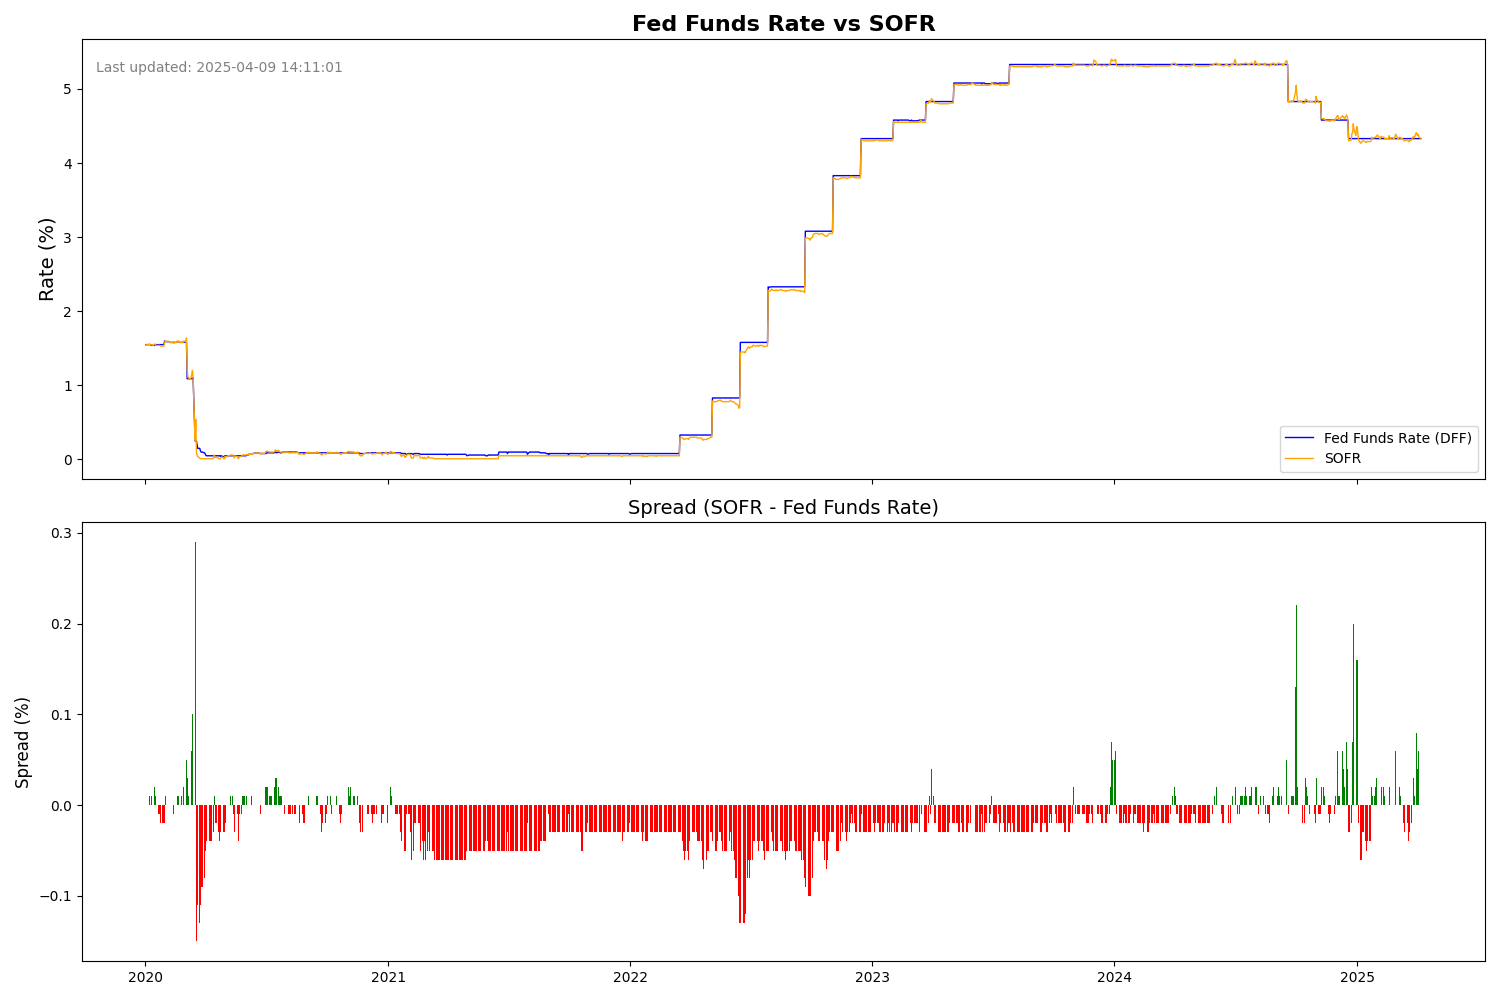 Fed Funds Rate vs SOFR
Last updated: 2025-04-09 14:11:01
Rate (%)
5
4
3
2
1
0
Fed Funds Rate (DFF)
SOFR
Spread (SOFR - Fed Funds Rate)
Spread (%)
0.3
0.2
0.1
0.0
−0.1
2020
2021
2022
2023
2024
2025